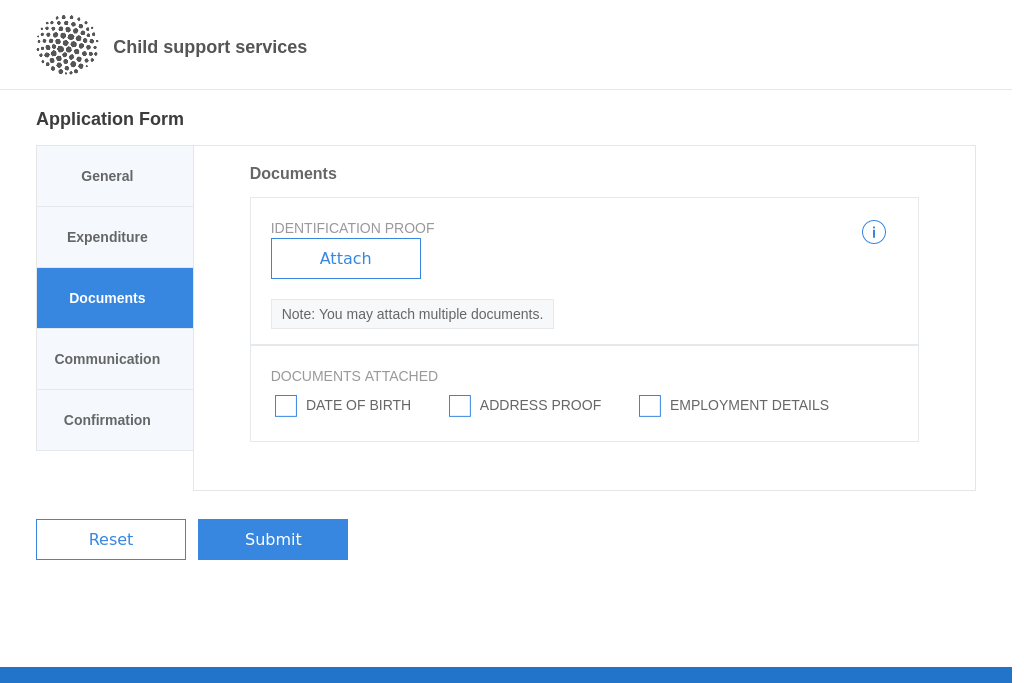 Child support services
Application Form
General
Expenditure
Documents
Communication
Confirmation
Documents
IDENTIFICATION PROOF
Attach
Note: You may attach multiple documents.
DOCUMENTS ATTACHED
DATE OF BIRTH
ADDRESS PROOF
EMPLOYMENT DETAILS
Reset
Submit